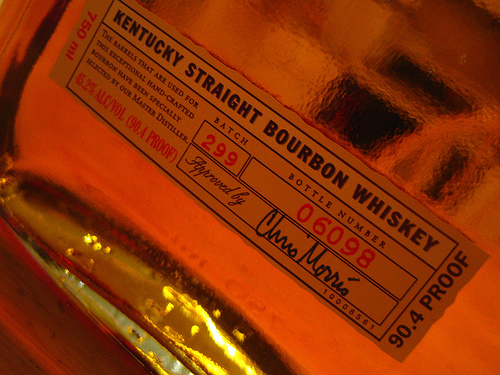 750 ml
KENTUCKY STRAIGHT BOURBON WHISKEY
THE BARRELS THAT ARE USED FOR
THIS EXCEPTIONAL HAND-CRAFTED
BOURBON HAVE BEEN SPECIALLY
SELECTED BY OUR MASTER DISTILLER.
45.2% ALC/VOL (90.4 PROOF)
BATCH
299
BOTTLE NUMBER
06098
Approved by
Chris Morris
10008581
90.4 PROOF